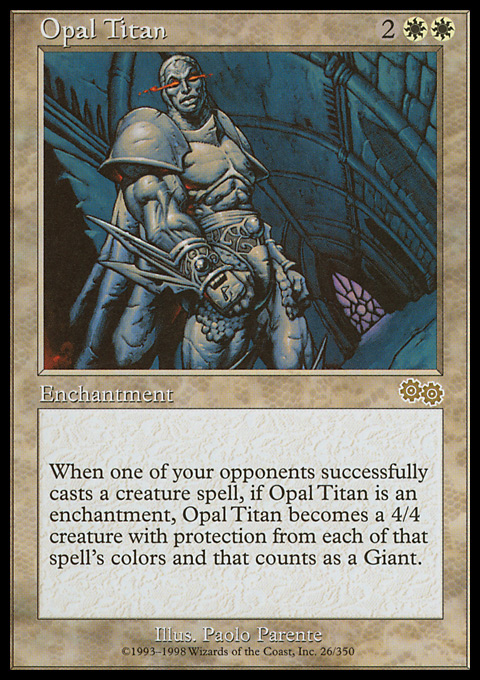 Opal Titan 2
Enchantment
When one of your opponents successfully
casts a creature spell, if Opal Titan is an
enchantment, Opal Titan becomes a 4/4
creature with protection from each of that
spell's colors and that counts as a Giant.
Illus. Paolo Parente
©1993–1998 Wizards of the Coast, Inc. 26/350